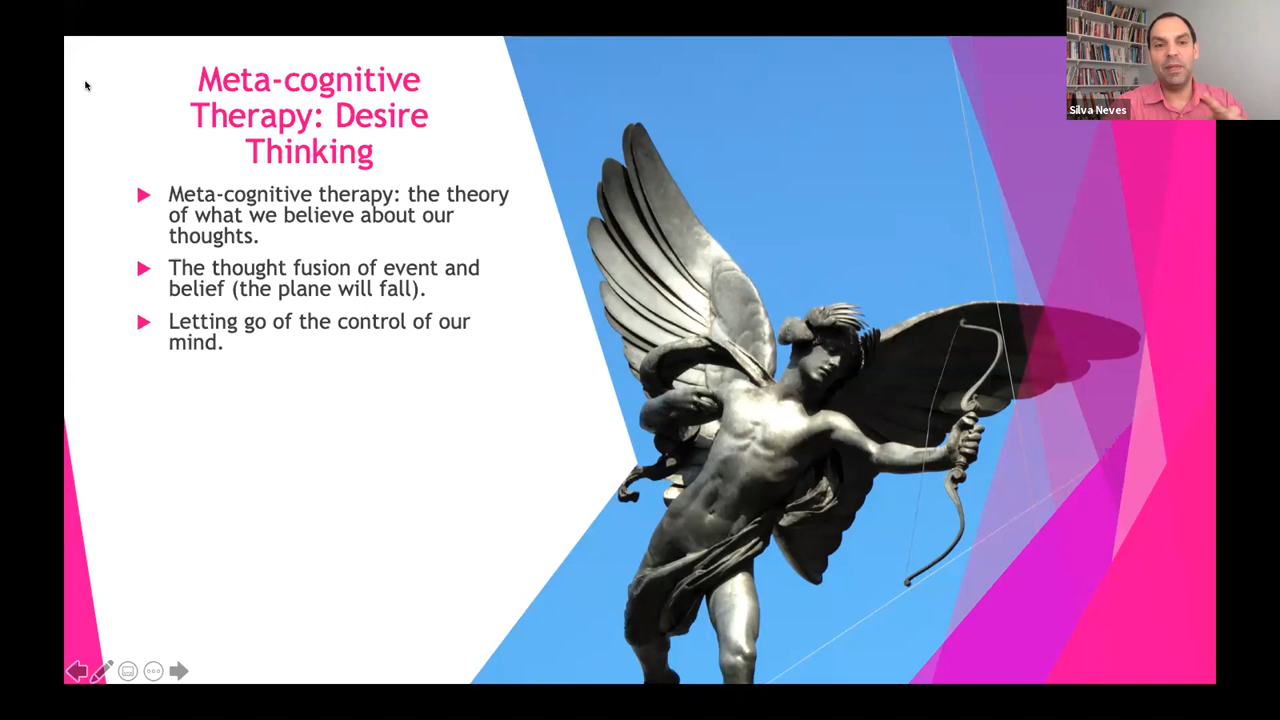 Meta-cognitive
Therapy: Desire
Thinking
Meta-cognitive therapy: the theory
of what we believe about our
thoughts.
The thought fusion of event and
belief (the plane will fall).
Letting go of the control of our
mind.
Silva Neves